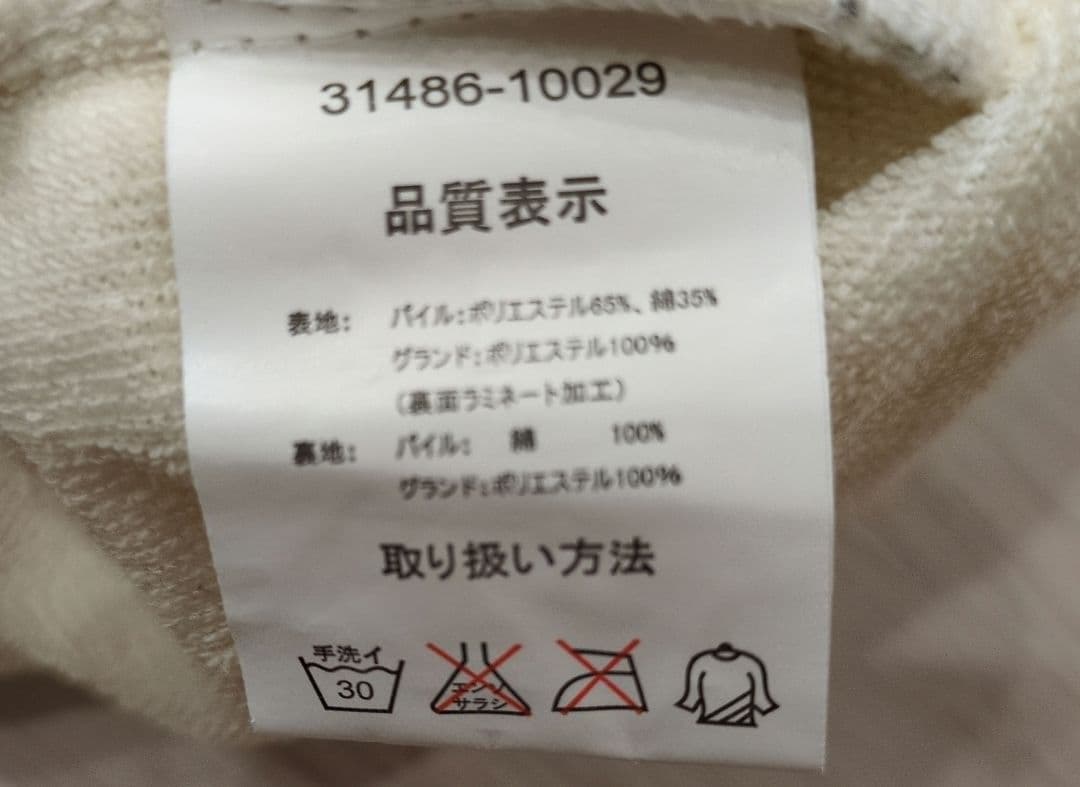 31486-10029
品質表示
表地: パイル:ポリエステル65%、綿35%
グランド:ポリエステル100%
(裏面ラミネート加工)
裏地: パイル: 綿 100%
グランド:ポリエステル100%
取り扱い方法
手洗イ
30
エンソ
サラシ